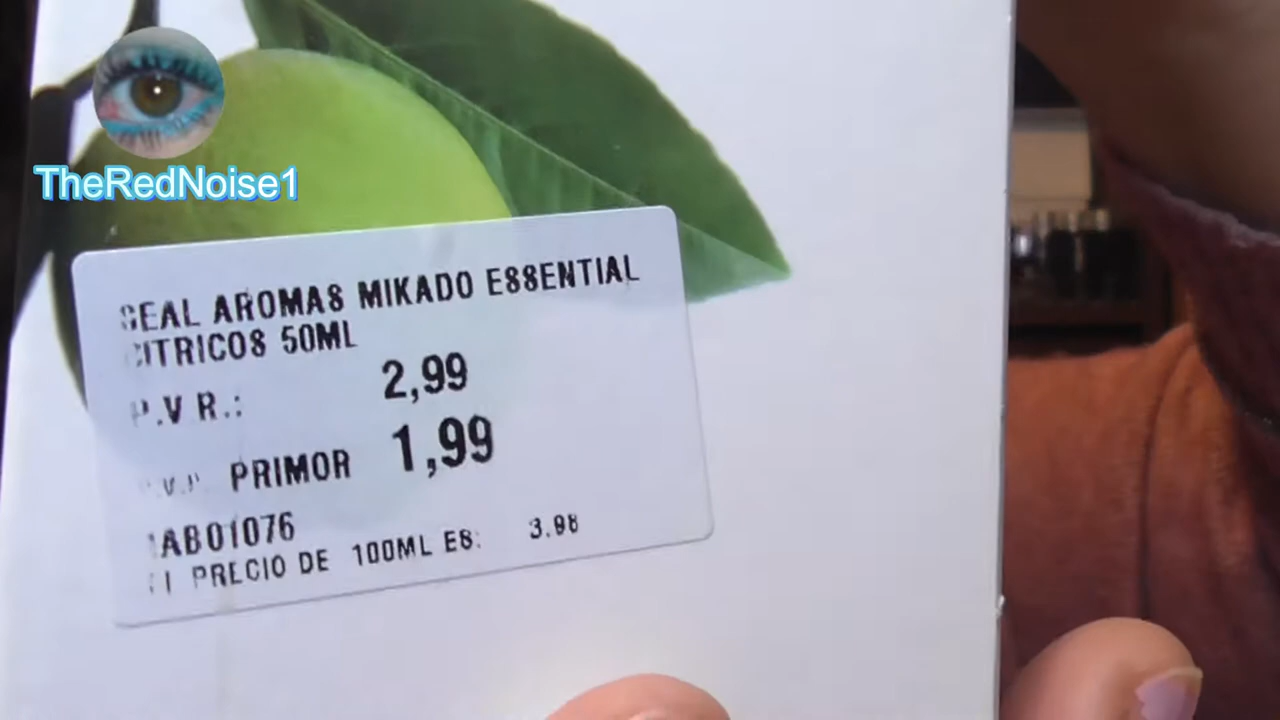 TheRedNoise1
SEAL AROMAS MIKADO ESSENTIAL
CITRICOS 50ML
P.V R.: 2,99
P.V.P PRIMOR 1,99
AB01076
PRECIO DE 100ML ES: 3.98